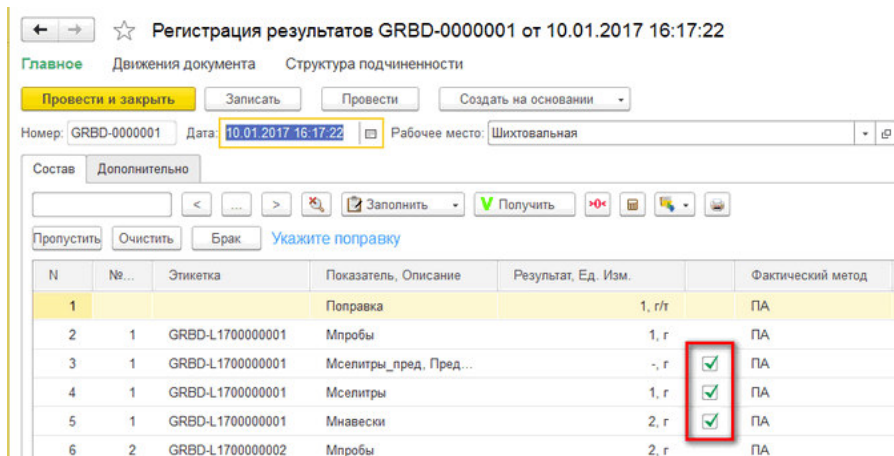 Регистрация результатов GRBD-0000001 от 10.01.2017 16:17:22
Главное Движения документа Структура подчиненности
Провести и закрыть Записать Провести Создать на основании
Номер: GRBD-0000001 Дата: 10.01.2017 16:17:22 Рабочее место: Шихтовальная
Состав Дополнительно
< ... > Заполнить Получить >0<
Пропустить Очистить Брак Укажите поправку
N №... Этикетка Показатель, Описание Результат, Ед. Изм. Фактический метод
1 Поправка 1, г/т ПА
2 1 GRBD-L1700000001 Мпробы 1, г ПА
3 1 GRBD-L1700000001 Мселитры_пред, Пред... -, г ПА
4 1 GRBD-L1700000001 Мселитры 1, г ПА
5 1 GRBD-L1700000001 Мнавески 2, г ПА
6 2 GRBD-L1700000002 Мпробы 2, г ПА